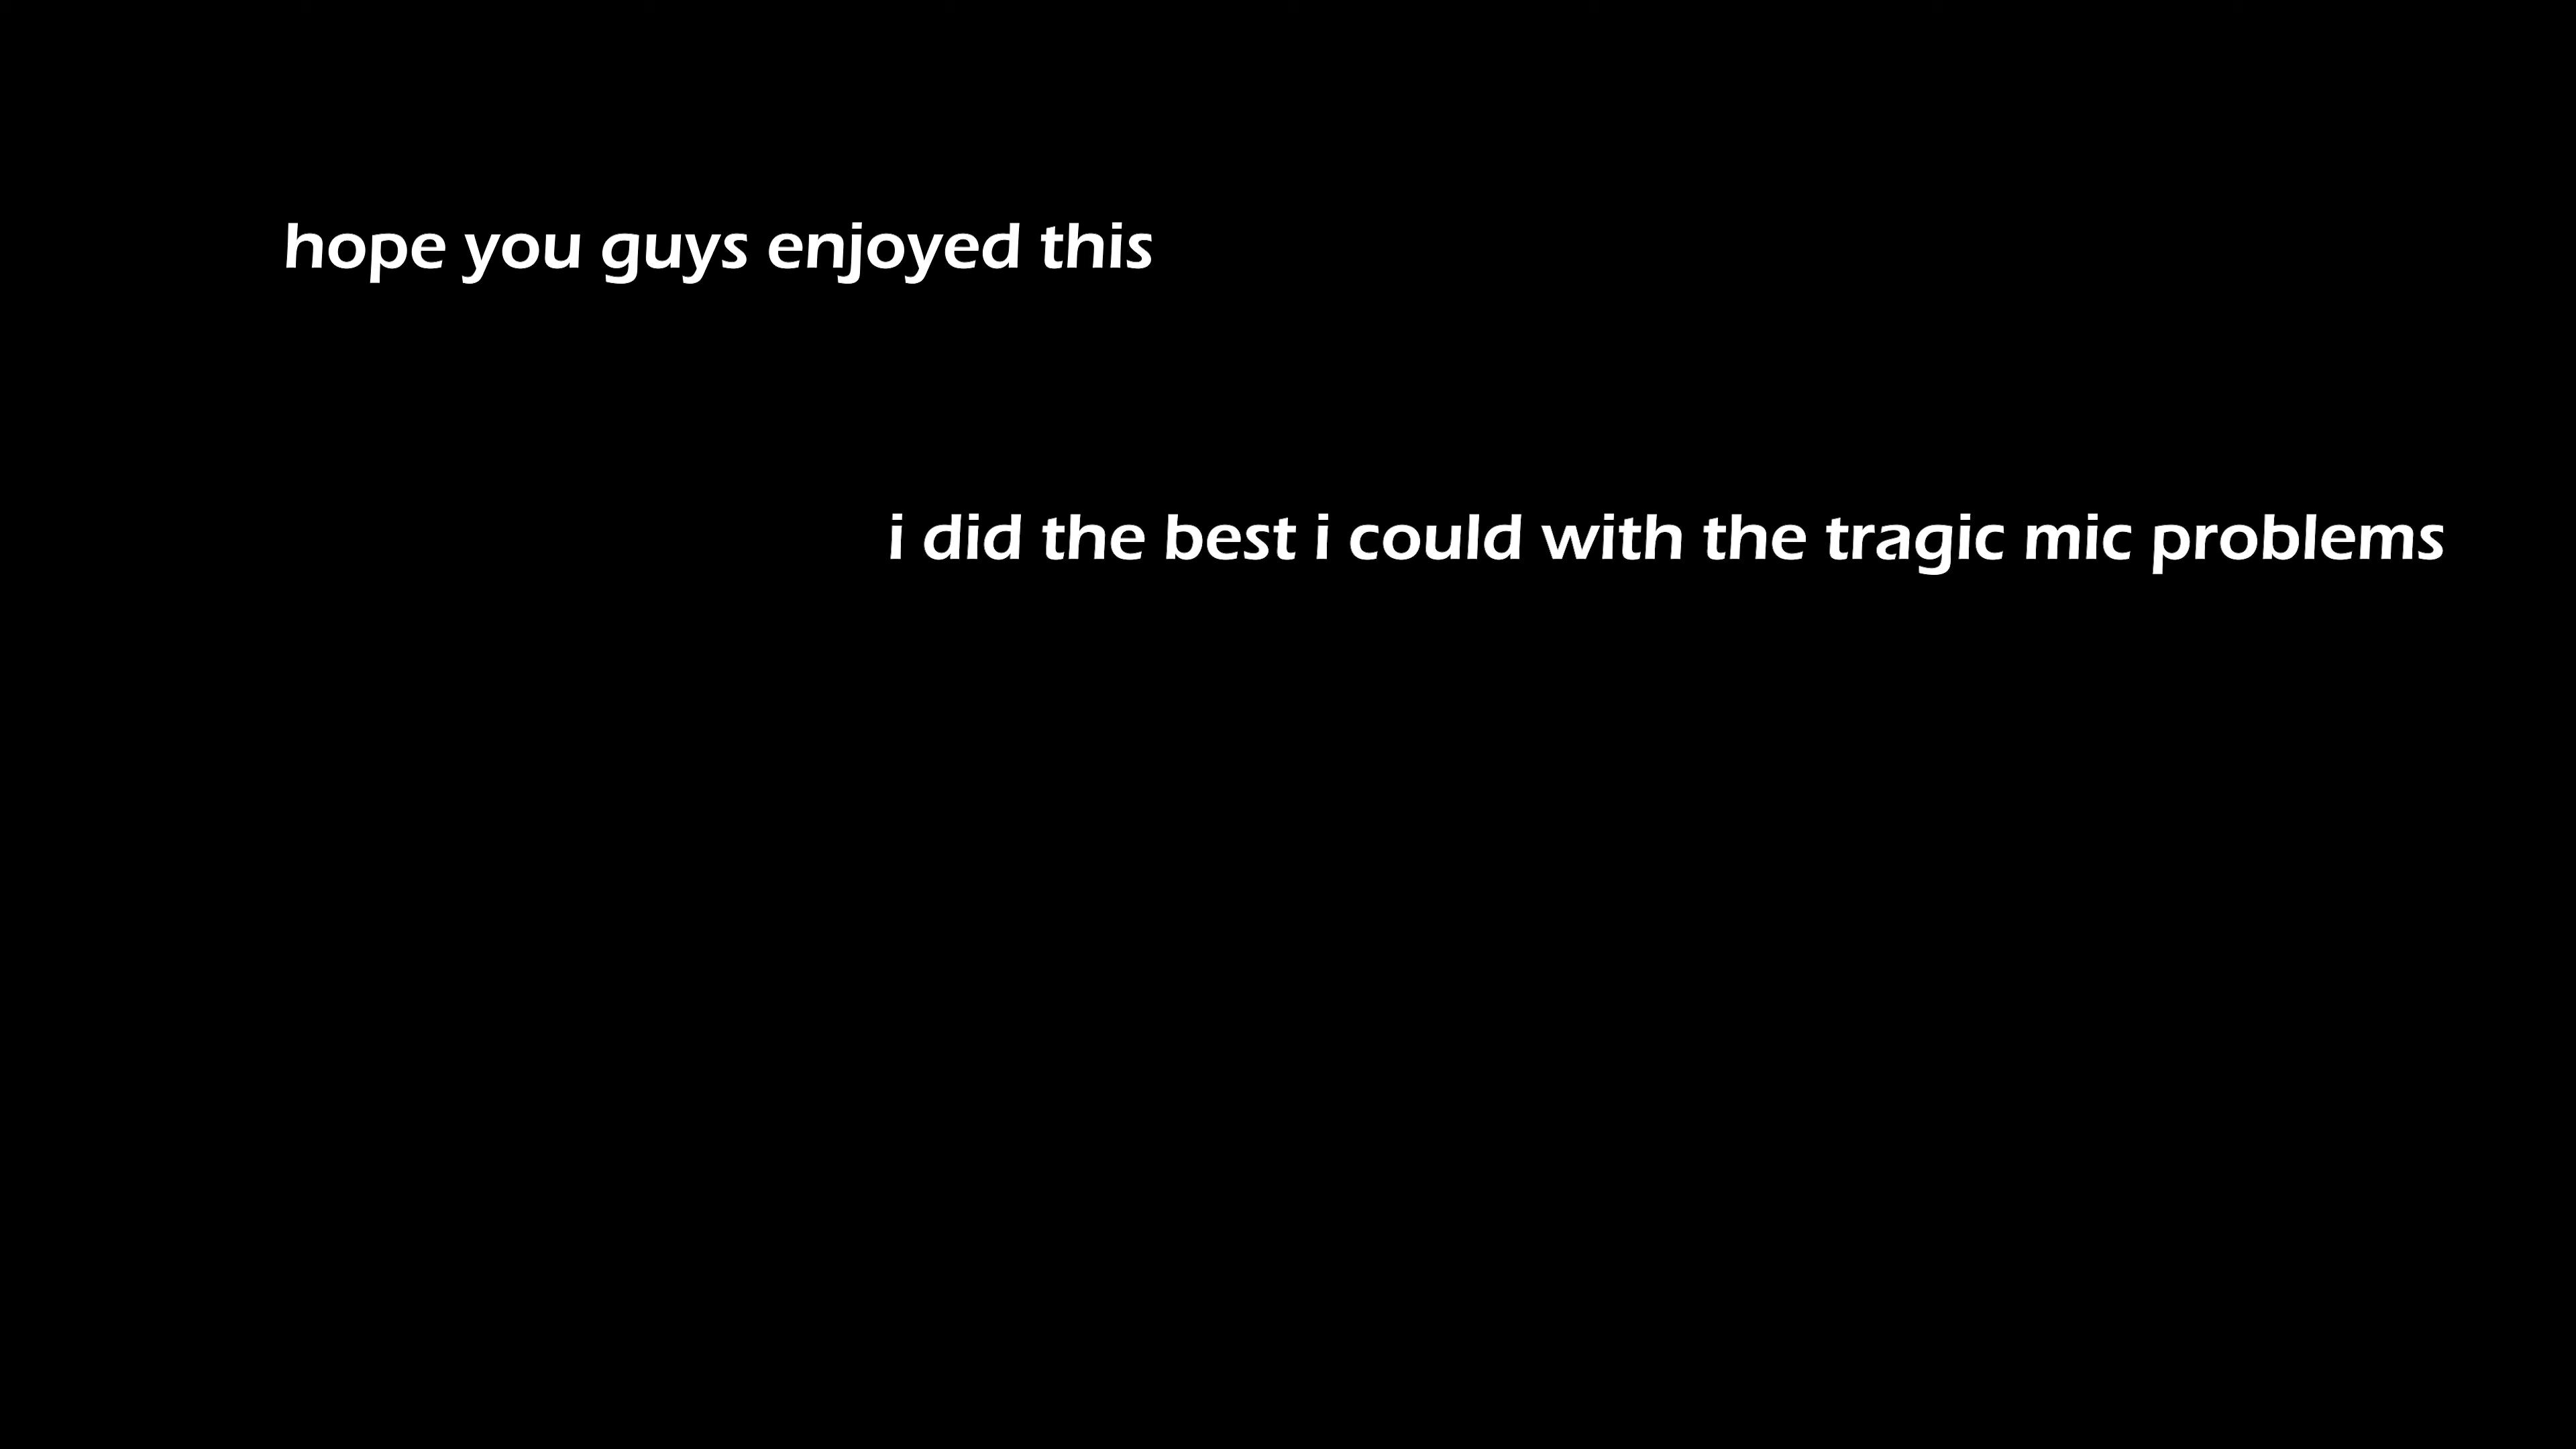 hope you guys enjoyed this
i did the best i could with the tragic mic problems